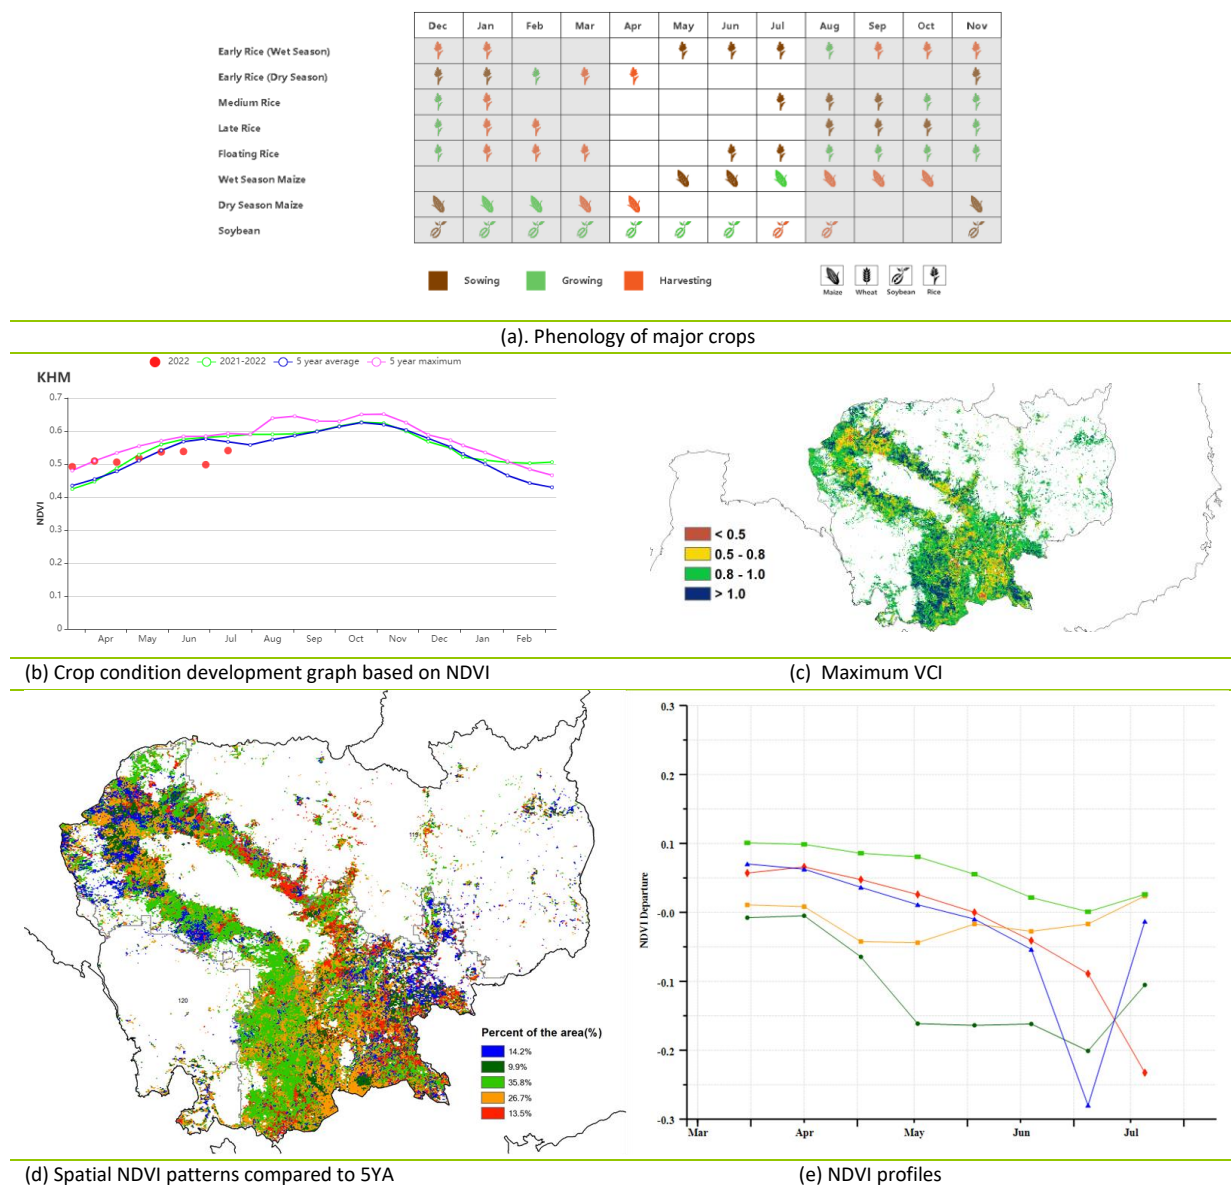 Dec Jan Feb Mar Apr May Jun Jul Aug Sep Oct Nov
Early Rice (Wet Season)
Early Rice (Dry Season)
Medium Rice
Late Rice
Floating Rice
Wet Season Maize
Dry Season Maize
Soybean
Sowing Growing Harvesting
Maize Wheat Soybean Rice
(a). Phenology of major crops
2022 2021-2022 5 year average 5 year maximum
KHM
0.7
0.6
0.5
0.4
0.3
0.2
0.1
0
NDVI
Apr May Jun Jul Aug Sep Oct Nov Dec Jan Feb
< 0.5
0.5 - 0.8
0.8 - 1.0
> 1.0
(b) Crop condition development graph based on NDVI
(c) Maximum VCI
120
Percent of the area(%)
14.2%
9.9%
35.8%
26.7%
13.5%
0.3
0.2
0.1
-0.0
-0.1
-0.2
-0.3
NDVI Departure
Mar Apr May Jun Jul
(d) Spatial NDVI patterns compared to 5YA
(e) NDVI profiles